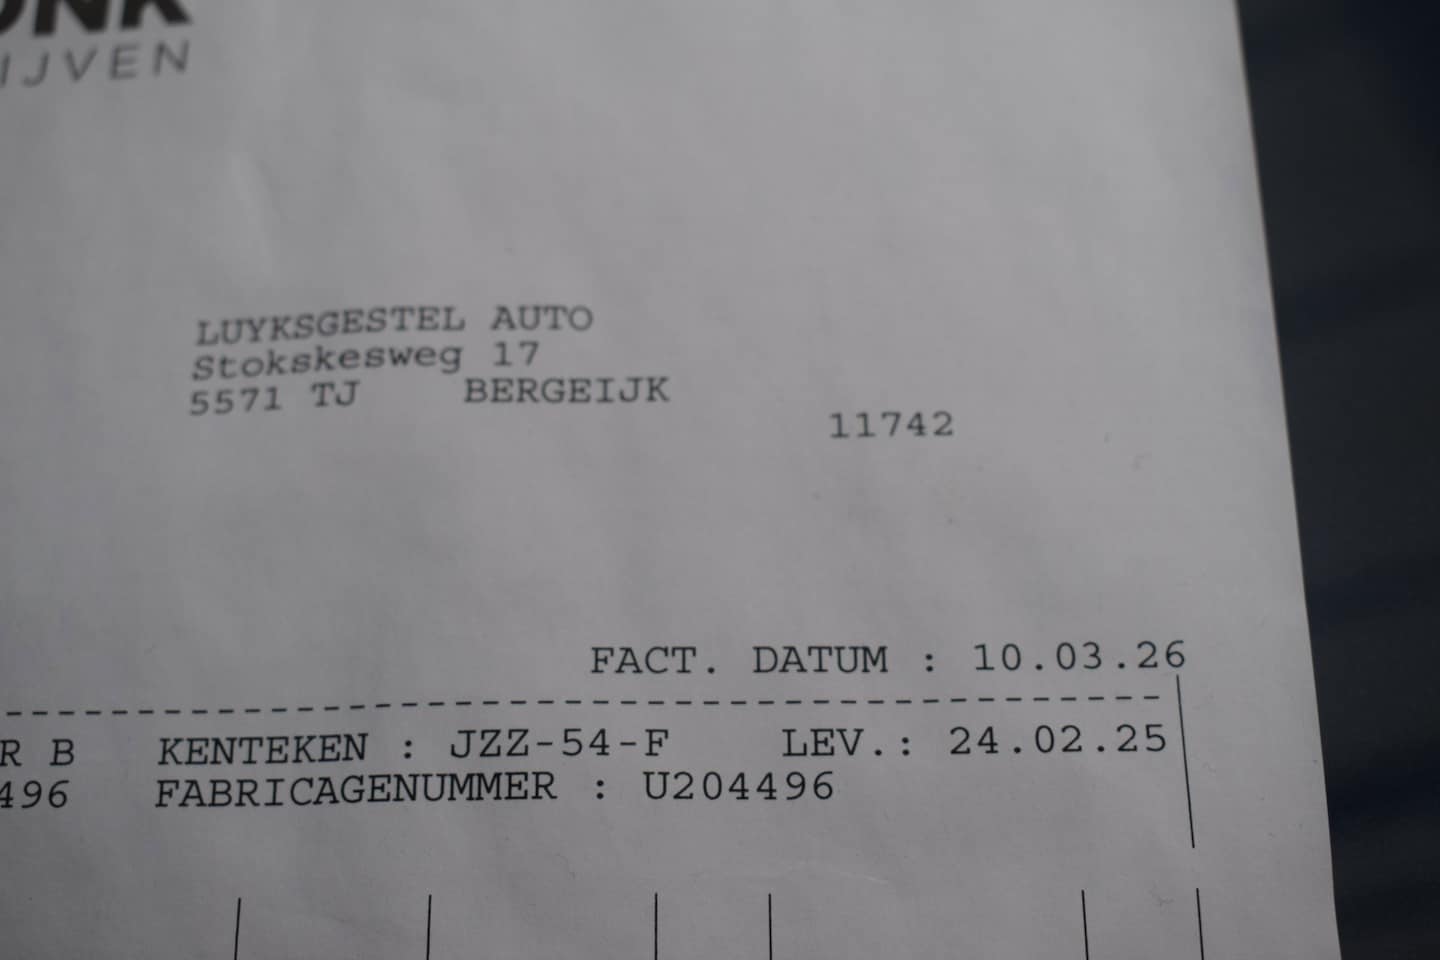 ONK
IJVEN
LUYKSGESTEL AUTO
Stokskesweg 17
5571 TJ BERGEIJK
11742
FACT. DATUM : 10.03.26
R B KENTEKEN : JZZ-54-F LEV.: 24.02.25
496 FABRICAGENUMMER : U204496